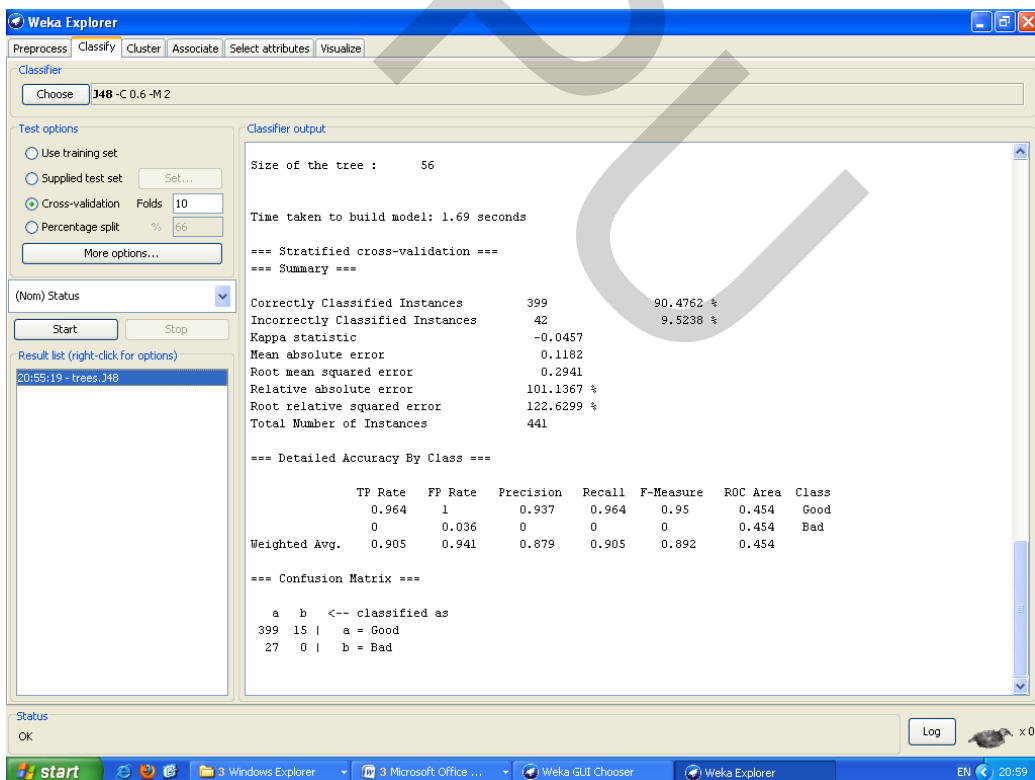 Weka Explorer
Preprocess Classify Cluster Associate Select attributes Visualize
Classifier
Choose J48 -C 0.6 -M 2
Test options
Use training set
Supplied test set Set...
Cross-validation Folds 10
Percentage split % 66
More options...
(Nom) Status
Start Stop
Result list (right-click for options)
20:55:19 - trees.J48
Classifier output
Size of the tree : 56
Time taken to build model: 1.69 seconds
=== Stratified cross-validation ===
=== Summary ===
Correctly Classified Instances 399 90.4762 %
Incorrectly Classified Instances 42 9.5238 %
Kappa statistic -0.0457
Mean absolute error 0.1182
Root mean squared error 0.2941
Relative absolute error 101.1367 %
Root relative squared error 122.6299 %
Total Number of Instances 441
=== Detailed Accuracy By Class ===
TP Rate FP Rate Precision Recall F-Measure ROC Area Class
0.964 1 0.937 0.964 0.95 0.454 Good
0 0.036 0 0 0 0.454 Bad
Weighted Avg. 0.905 0.941 0.879 0.905 0.892 0.454
=== Confusion Matrix ===
a b <-- classified as
399 15 | a = Good
27 0 | b = Bad
Status
OK
Log x 0
start 3 Windows Explorer 3 Microsoft Office ... Weka GUI Chooser Weka Explorer EN 20:59